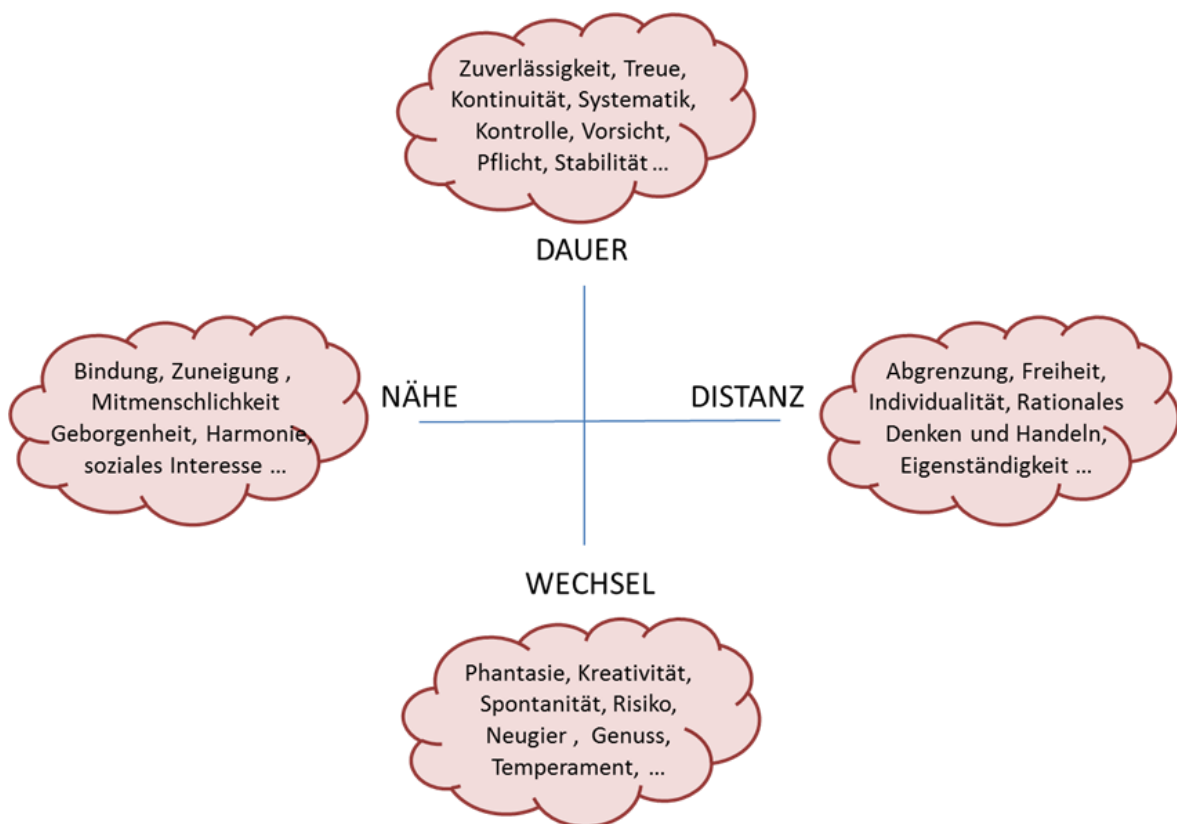 Zuverlässigkeit, Treue,
Kontinuität, Systematik,
Kontrolle, Vorsicht,
Pflicht, Stabilität ...
DAUER
Bindung, Zuneigung ,
Mitmenschlichkeit
Geborgenheit, Harmonie,
soziales Interesse ...
NÄHE
DISTANZ
Abgrenzung, Freiheit,
Individualität, Rationales
Denken und Handeln,
Eigenständigkeit ...
WECHSEL
Phantasie, Kreativität,
Spontanität, Risiko,
Neugier , Genuss,
Temperament, ...